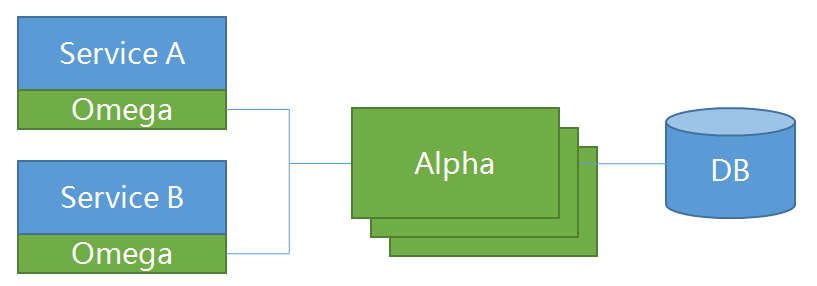 Service A
Omega
Service B
Omega
Alpha
DB